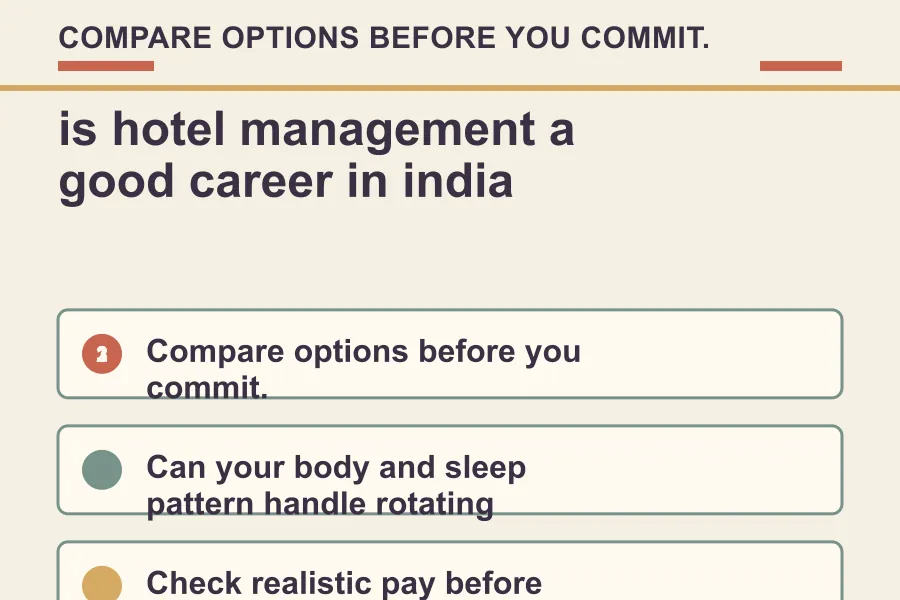 COMPARE OPTIONS BEFORE YOU COMMIT.
is hotel management a
good career in india
Compare options before you
commit.
Can your body and sleep
pattern handle rotating
Check realistic pay before